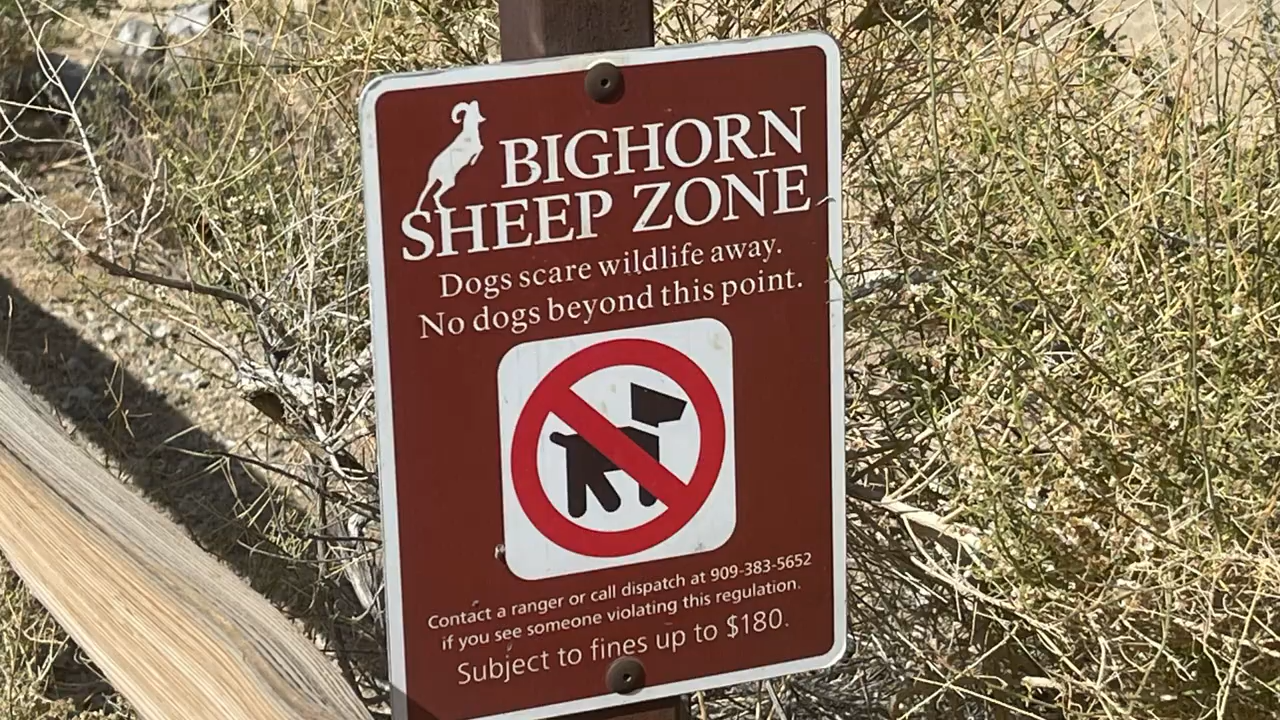 BIGHORN
SHEEP ZONE
Dogs scare wildlife away.
No dogs beyond this point.
Contact a ranger or call dispatch at 909-383-5652
if you see someone violating this regulation.
Subject to fines up to $180.